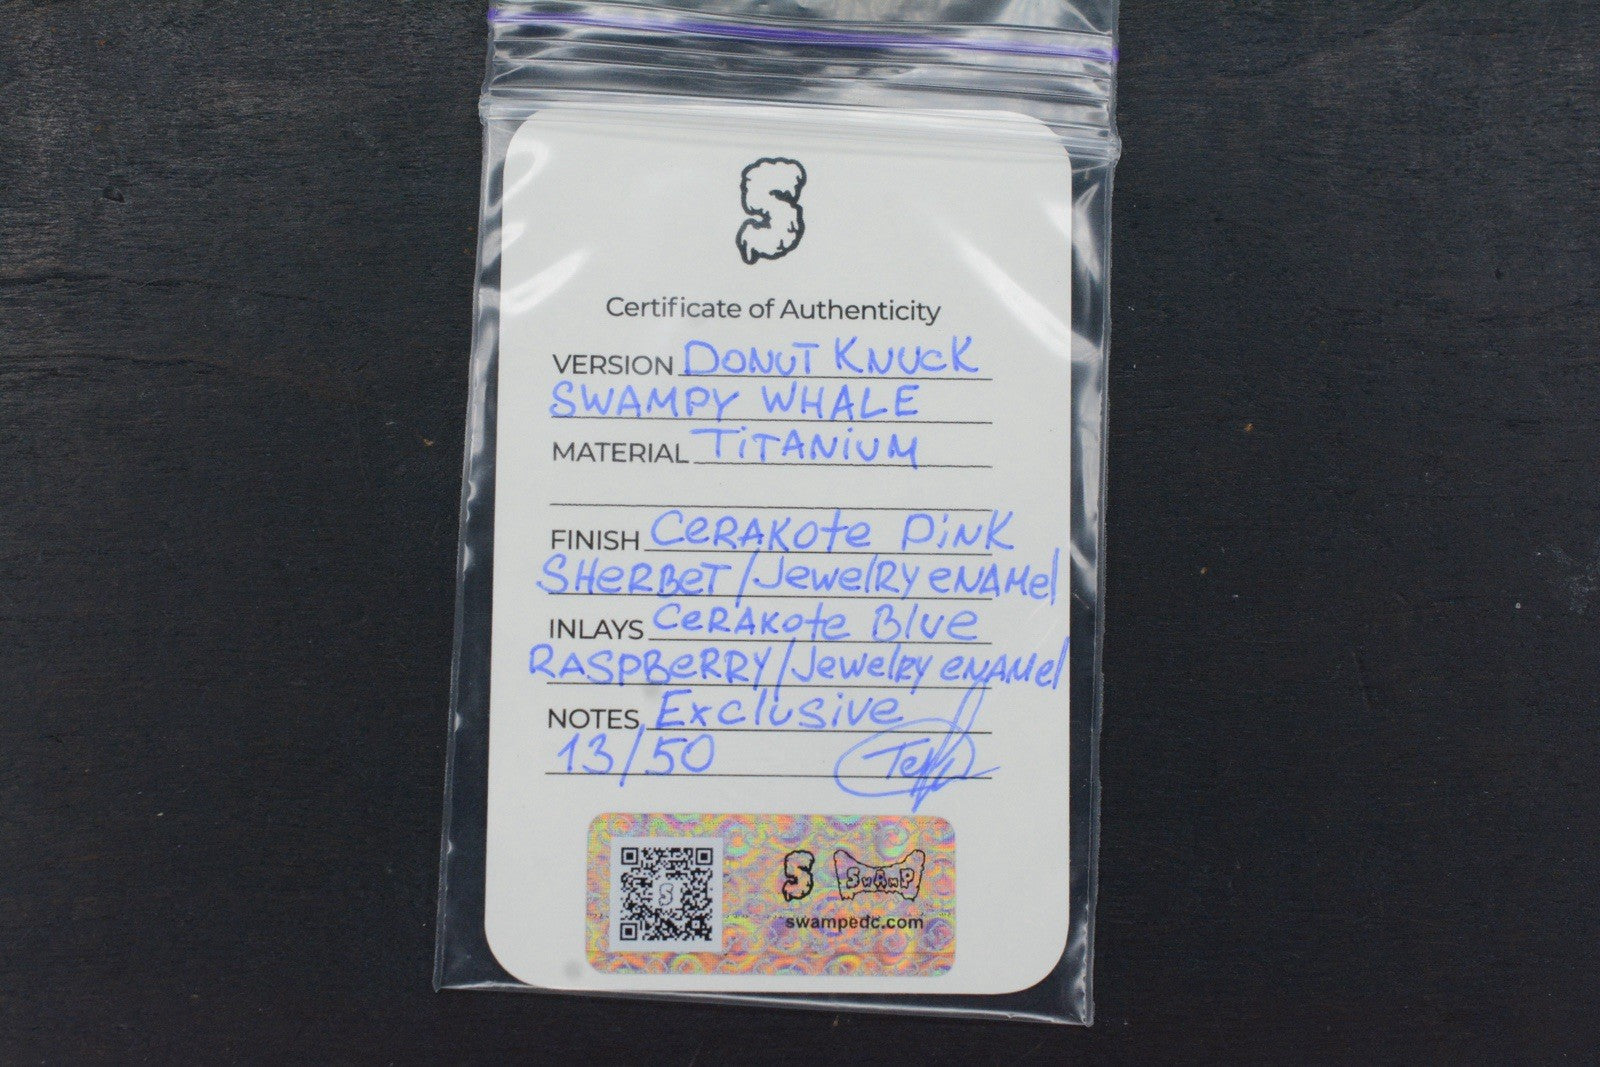 S
Certificate of Authenticity
VERSION DONUT KNUCK
SWAMPY WHALE
MATERIAL TiTANiUM
FINISH CeRAKOte PiNK
SHeRBeT/JewelRY eNAMel
INLAYS CeRAKote Blue
RASPBeRRY/Jewelry eNAMel
NOTES Exclusive
13/50
S S SWAMP
swampedc.com